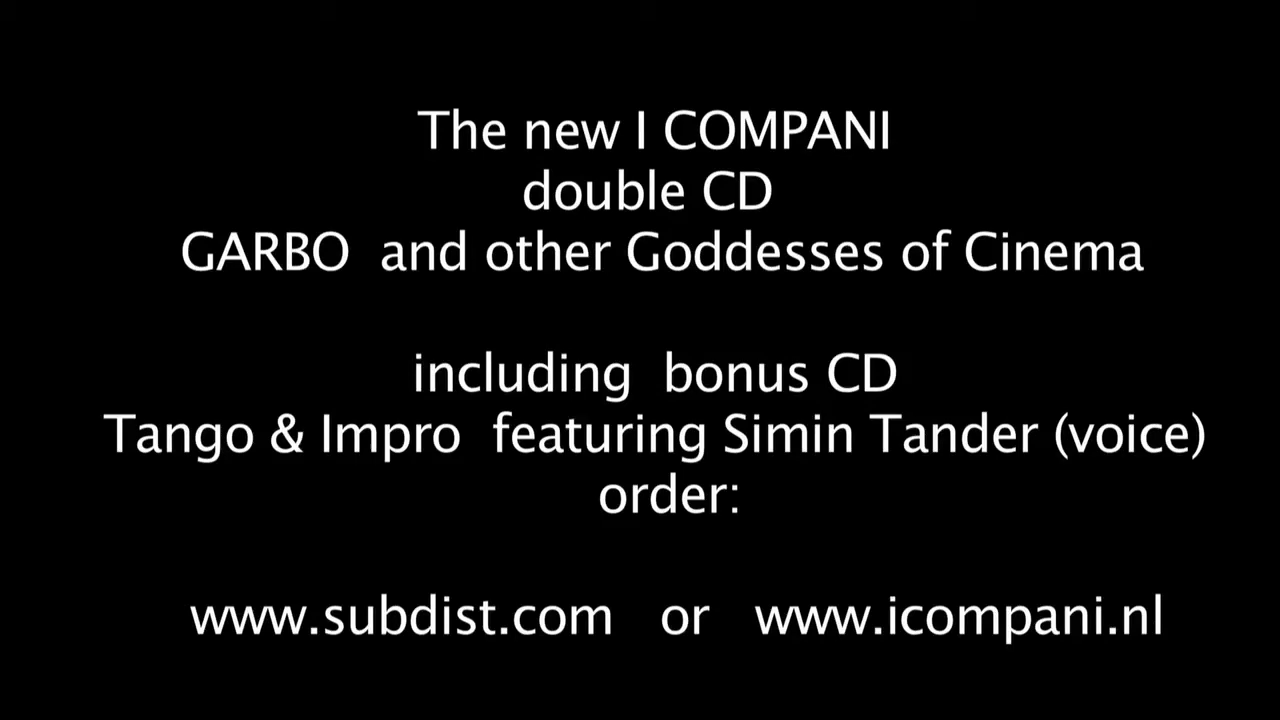 The new I COMPANI
double CD
GARBO and other Goddesses of Cinema
including bonus CD
Tango & Impro featuring Simin Tander (voice)
order:
www.subdist.com or www.icompani.nl